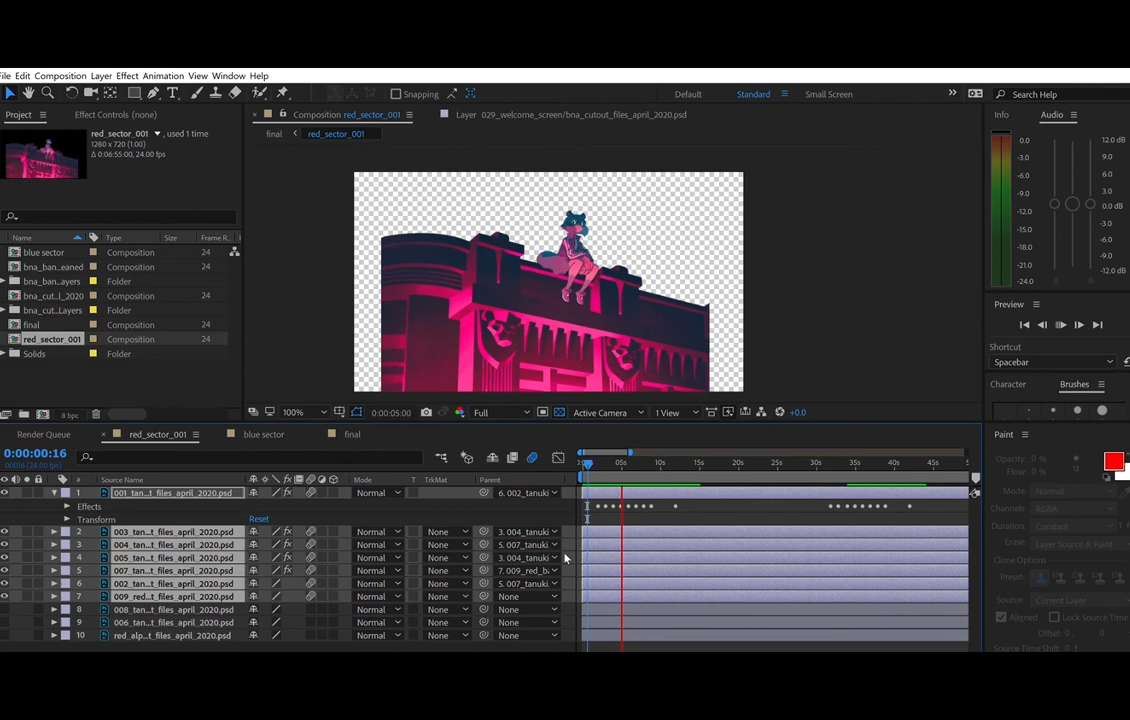 File Edit Composition Layer Effect Animation View Window Help
Snapping
Default Standard Small Screen
Search Help
Project Effect Controls (none)
Composition red_sector_001 Layer 029_welcome_screen/bna_cutout_files_april_2020.psd
Info Audio
final red_sector_001
red_sector_001 , used 1 time
1280 x 720 (1.00)
Δ 0:06:55:00, 24.00 fps
0.0
-3.0
-6.0
-9.0
-12.0
-15.0
-18.0
-21.0
-24.0
12.0 dB
9.0
6.0
3.0
0.0 dB
-3.0
-6.0
-9.0
-12.0 dB
Name Type Size Frame R...
blue sector Composition 24
bna_ban...eaned Composition 24
bna_ban...ayers Folder
bna_cut...l_2020 Composition 24
bna_cut...Layers Folder
final Composition 24
red_sector_001 Composition 24
Solids Folder
8 bpc
100% 0:00:05:00 Full Active Camera 1 View +0.0
Preview
Shortcut
Spacebar
Character Brushes
Render Queue red_sector_001 blue sector final
0:00:00:16
00016 (24.00 fps)
05s 10s 15s 20s 25s 30s 35s 40s 45s
# Source Name Mode T TrkMat Parent
1 001_tan...t_files_april_2020.psd Normal 6. 002_tanuki
Effects
Transform Reset
2 003_tan...t_files_april_2020.psd Normal None 3. 004_tanuki
3 004_tan...t_files_april_2020.psd Normal None 5. 007_tanuki
4 005_tan...t_files_april_2020.psd Normal None 3. 004_tanuki
5 007_tan...t_files_april_2020.psd Normal None 7. 009_red_b
6 002_tan...t_files_april_2020.psd Normal None 5. 007_tanuki
7 009_red...t_files_april_2020.psd Normal None None
8 008_tan...t_files_april_2020.psd Normal None None
9 006_tan...t_files_april_2020.psd Normal None None
10 red_alp...t_files_april_2020.psd Normal None None
Paint
Opacity: 0 %
Flow: 0 %
Mode: Normal
Channels: RGBA
Duration: Constant
Erase: Layer Source & Paint
Clone Options
Preset:
Source: Current Layer
Aligned Lock Source Time
Offset: 0 ,
Source Time Shift: 0